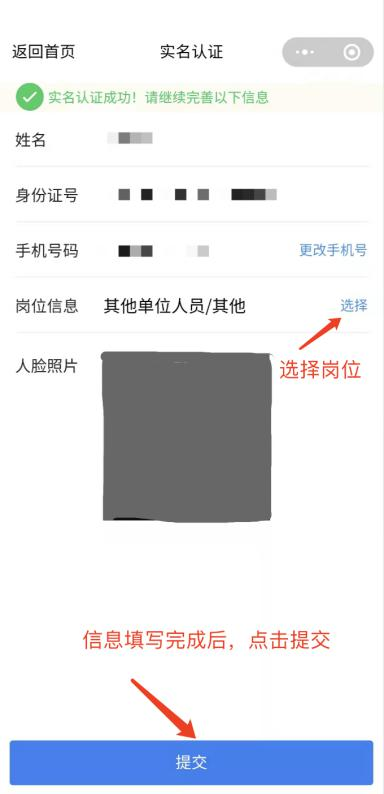 返回首页 实名认证
实名认证成功！请继续完善以下信息
姓名
身份证号
手机号码 更改手机号
岗位信息 其他单位人员/其他 选择
人脸照片
选择岗位
信息填写完成后，点击提交
提交